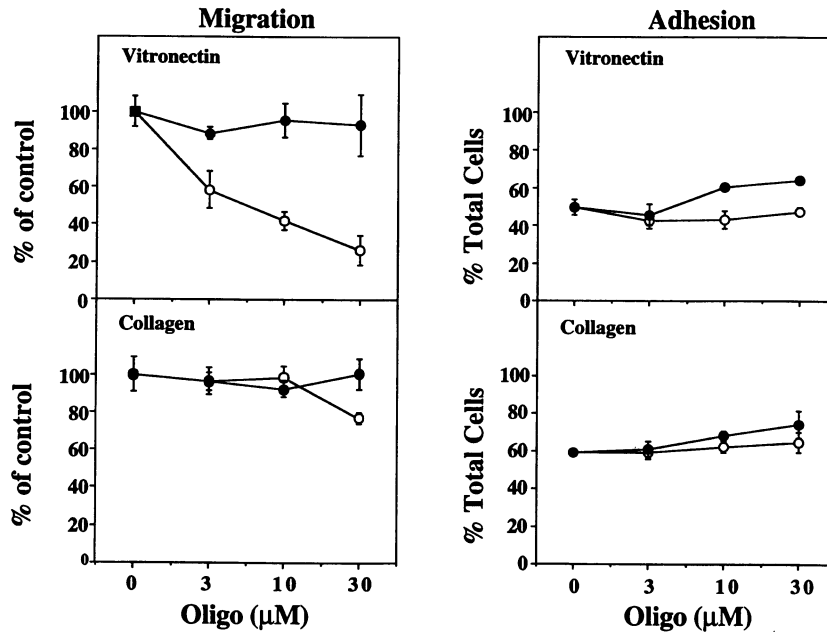 Migration
Adhesion
Vitronectin
Vitronectin
% of control
100
80
60
40
20
0
% Total Cells
100
80
60
40
20
0
Collagen
Collagen
% of control
100
80
60
40
20
0
% Total Cells
100
80
60
40
20
0
0 3 10 30
0 3 10 30
Oligo (μM)
Oligo (μM)